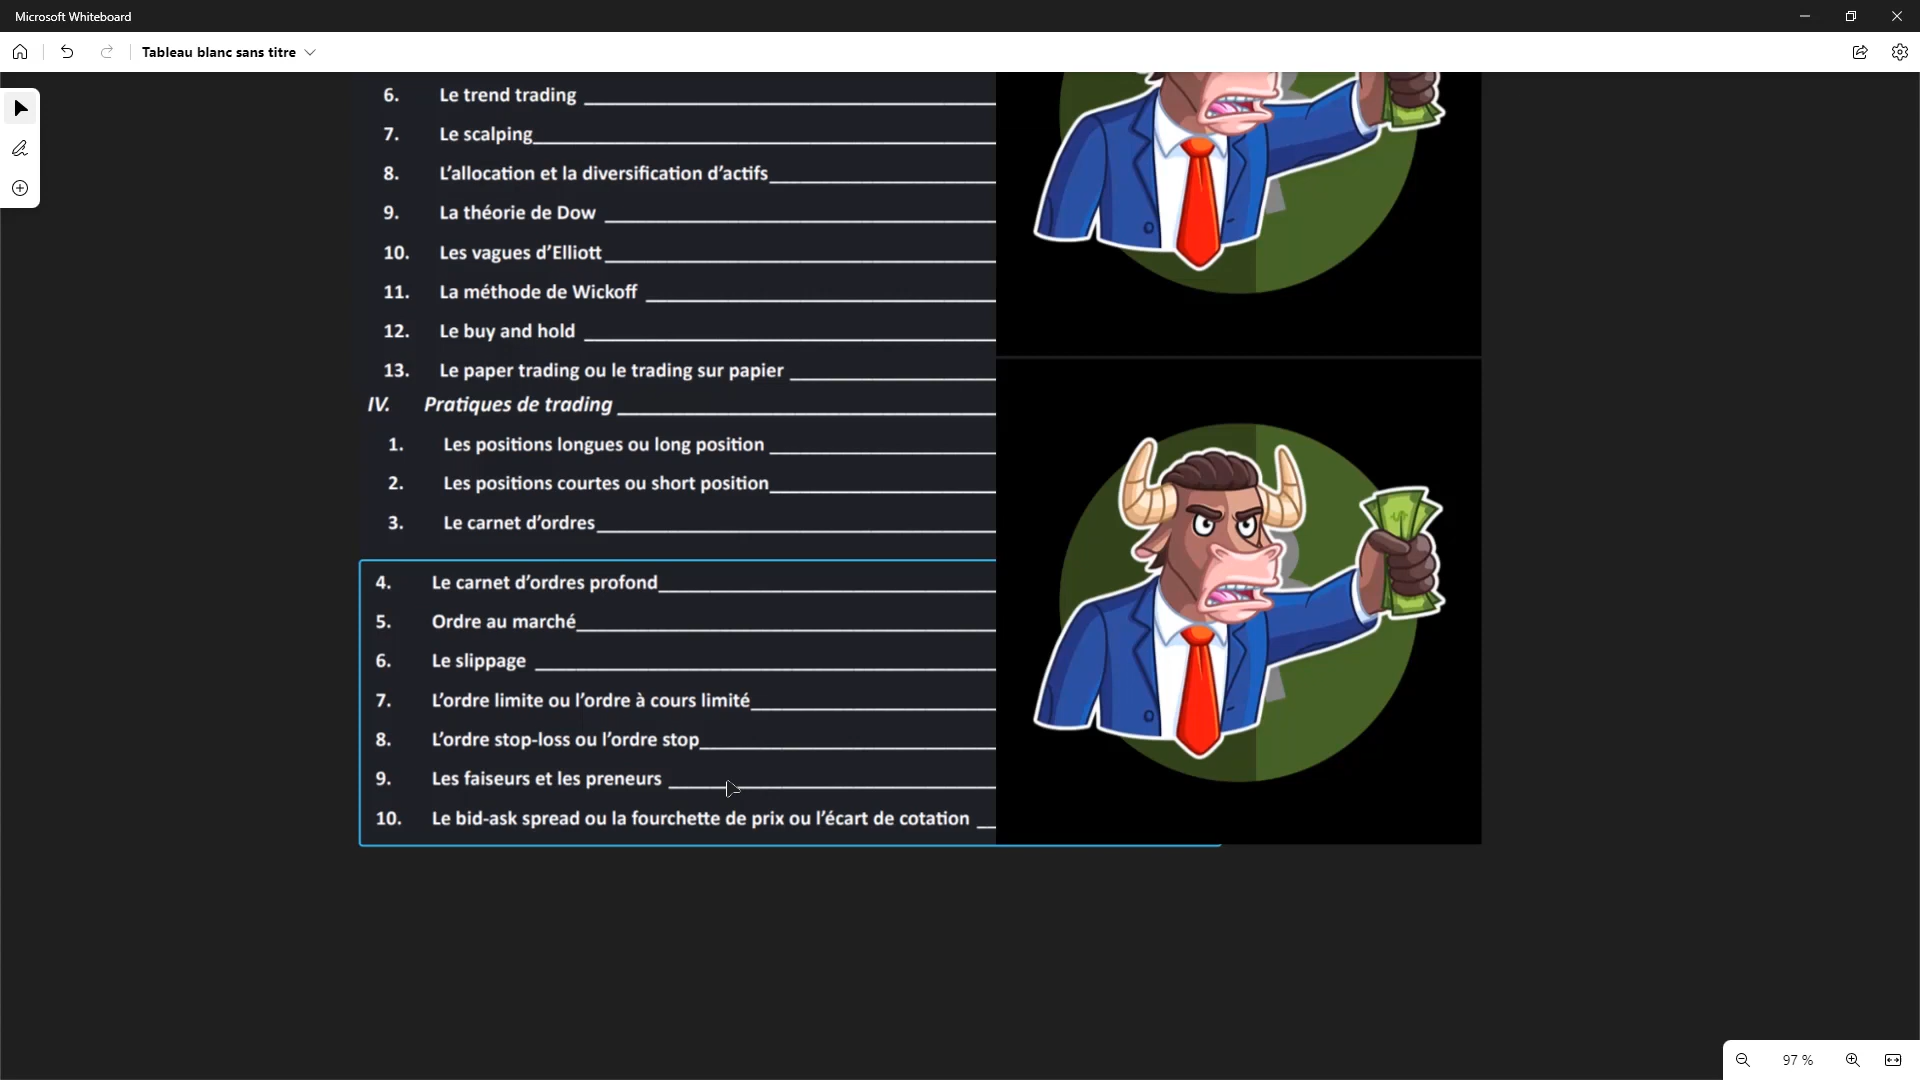 Microsoft Whiteboard
Tableau blanc sans titre
6. Le trend trading
7. Le scalping
8. L'allocation et la diversification d'actifs
9. La théorie de Dow
10. Les vagues d'Elliott
11. La méthode de Wickoff
12. Le buy and hold
13. Le paper trading ou le trading sur papier
IV. Pratiques de trading
1. Les positions longues ou long position
2. Les positions courtes ou short position
3. Le carnet d'ordres
4. Le carnet d'ordres profond
5. Ordre au marché
6. Le slippage
7. L'ordre limite ou l'ordre à cours limité
8. L'ordre stop-loss ou l'ordre stop
9. Les faiseurs et les preneurs
10. Le bid-ask spread ou la fourchette de prix ou l'écart de cotation
97 %